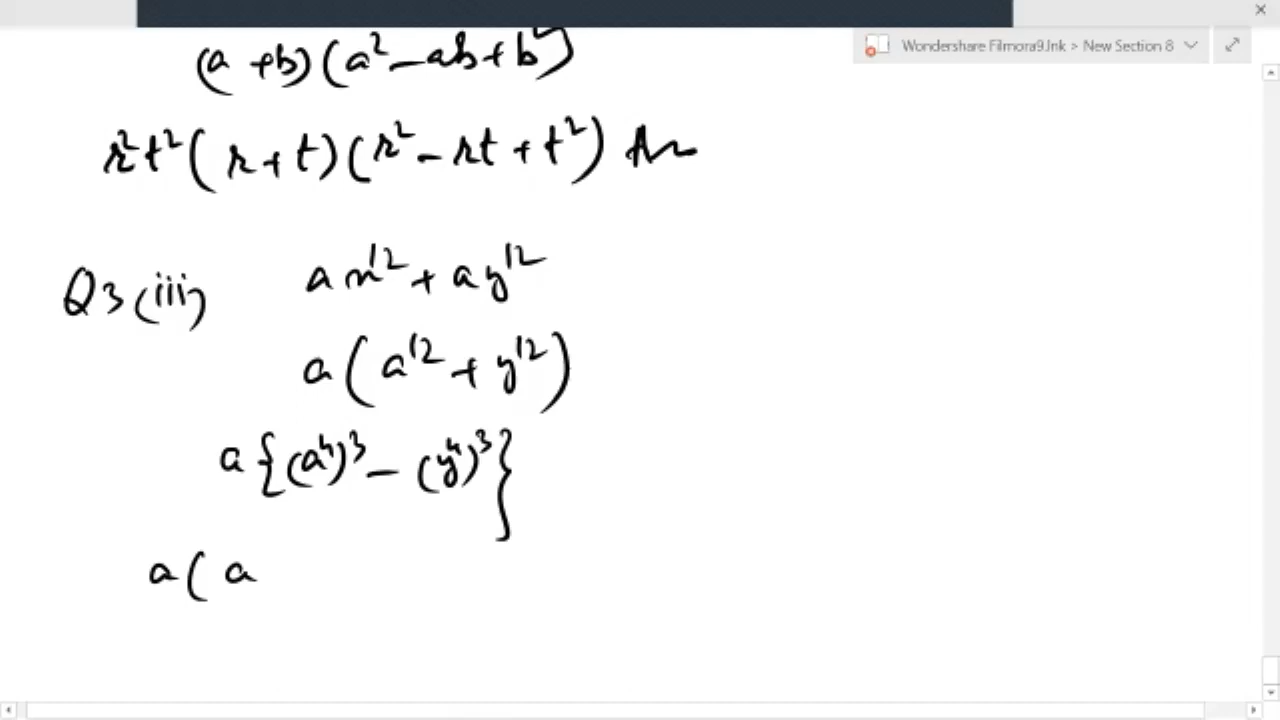 Wondershare Filmora9.lnk > New Section 8
(a+b)(a²-ab+b²)
r²t²(r+t)(r²-rt+t²) Ans
Q3(iii) ax¹²+ay¹²
a(a¹²+y¹²)
a{(a⁴)³-(y⁴)³}
a(a